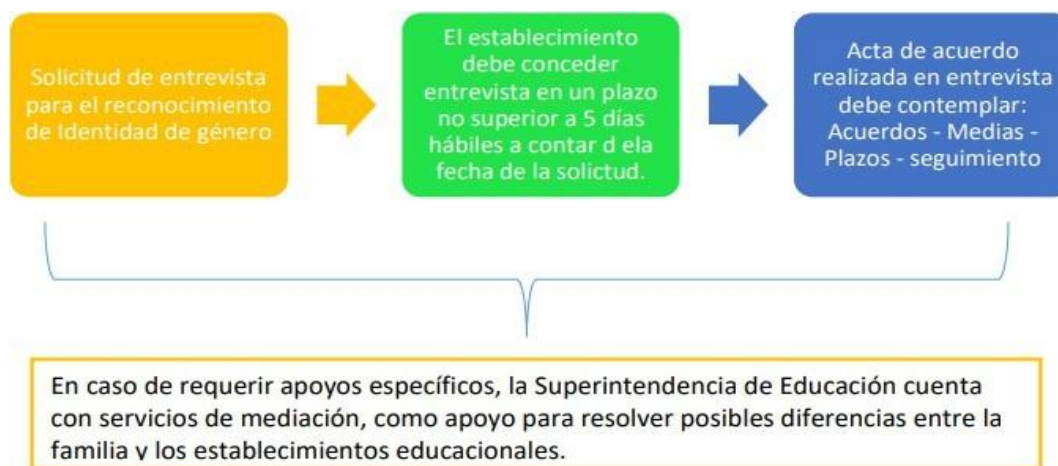 Solicitud de entrevista
para el reconocimiento
de Identidad de género
El establecimiento
debe conceder
entrevista en un plazo
no superior a 5 días
hábiles a contar d ela
fecha de la solictud.
Acta de acuerdo
realizada en entrevista
debe contemplar:
Acuerdos - Medias -
Plazos - seguimiento
En caso de requerir apoyos específicos, la Superintendencia de Educación cuenta
con servicios de mediación, como apoyo para resolver posibles diferencias entre la
familia y los establecimientos educacionales.